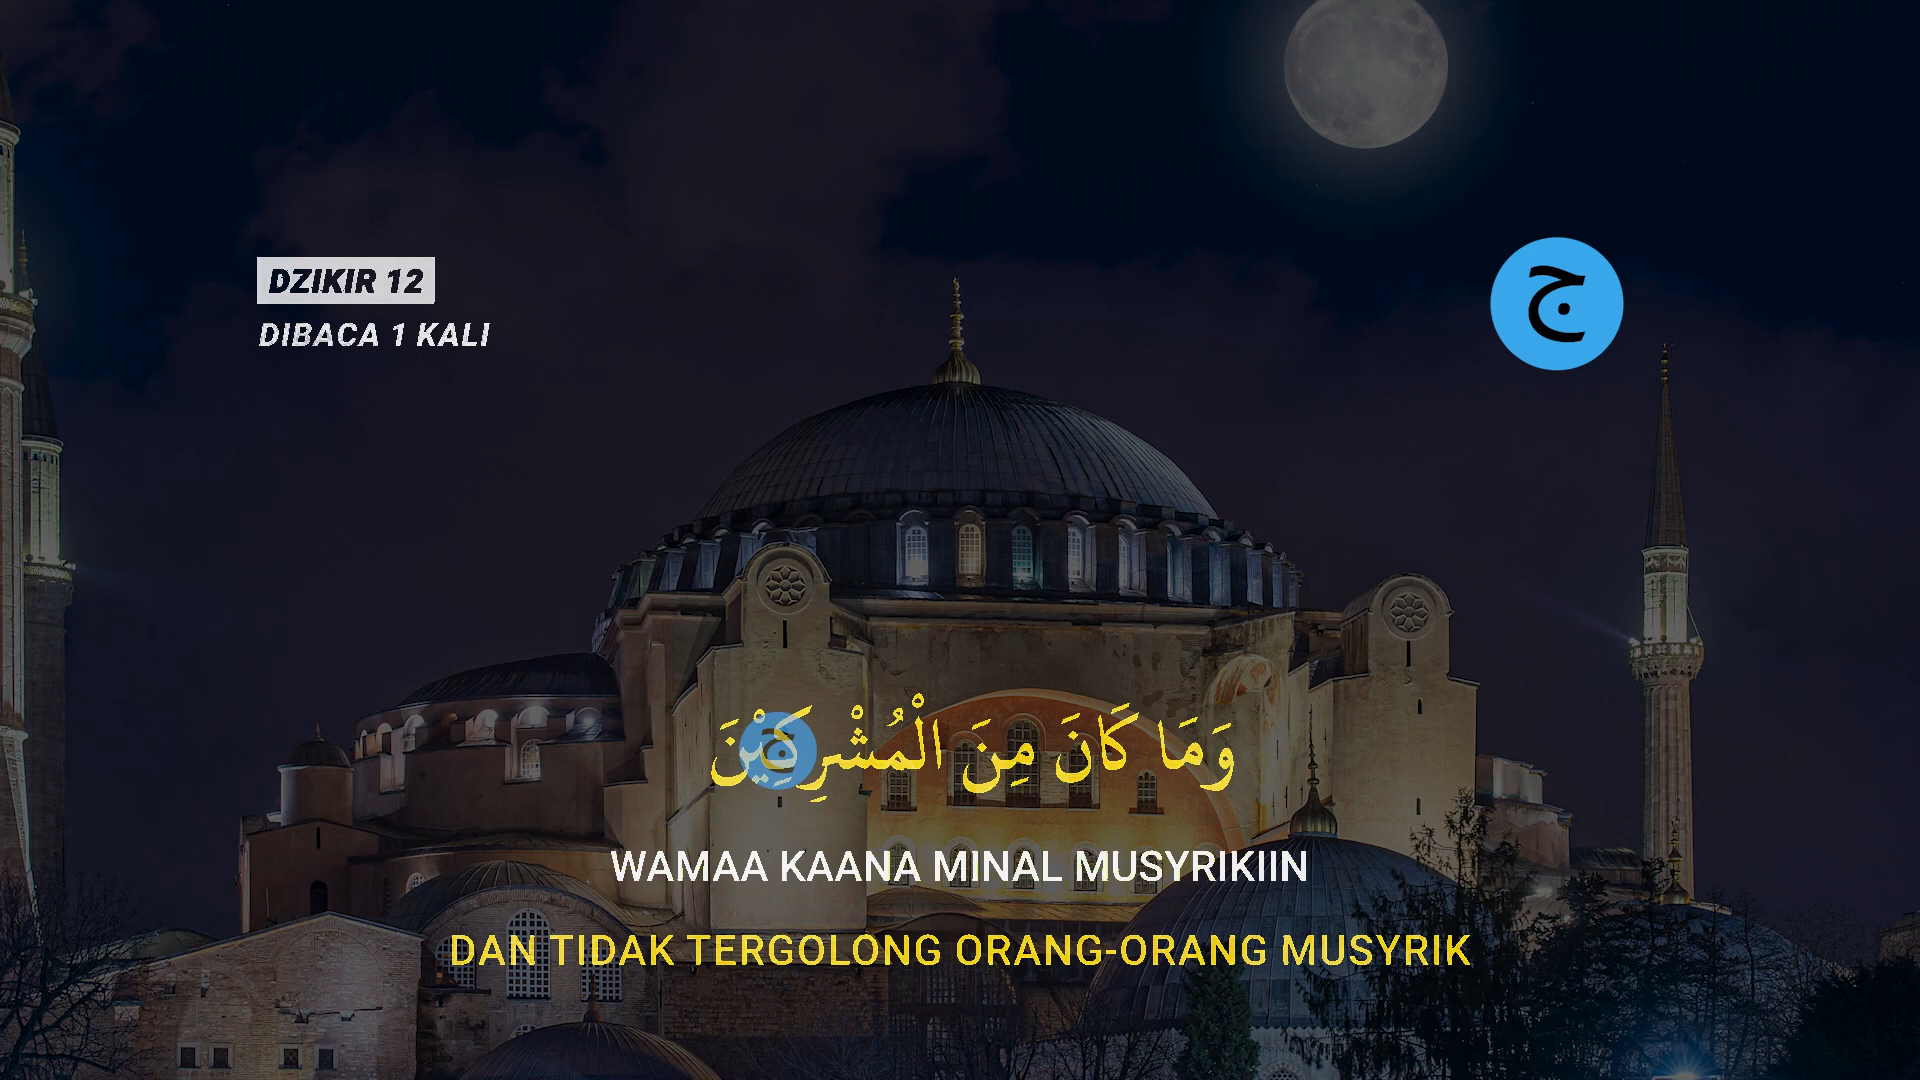 DZIKIR 12
DIBACA 1 KALI
ج
وَمَا كَانَ مِنَ الْمُشْرِكِيْنَ
ج
WAMAA KAANA MINAL MUSYRIKIIN
DAN TIDAK TERGOLONG ORANG-ORANG MUSYRIK